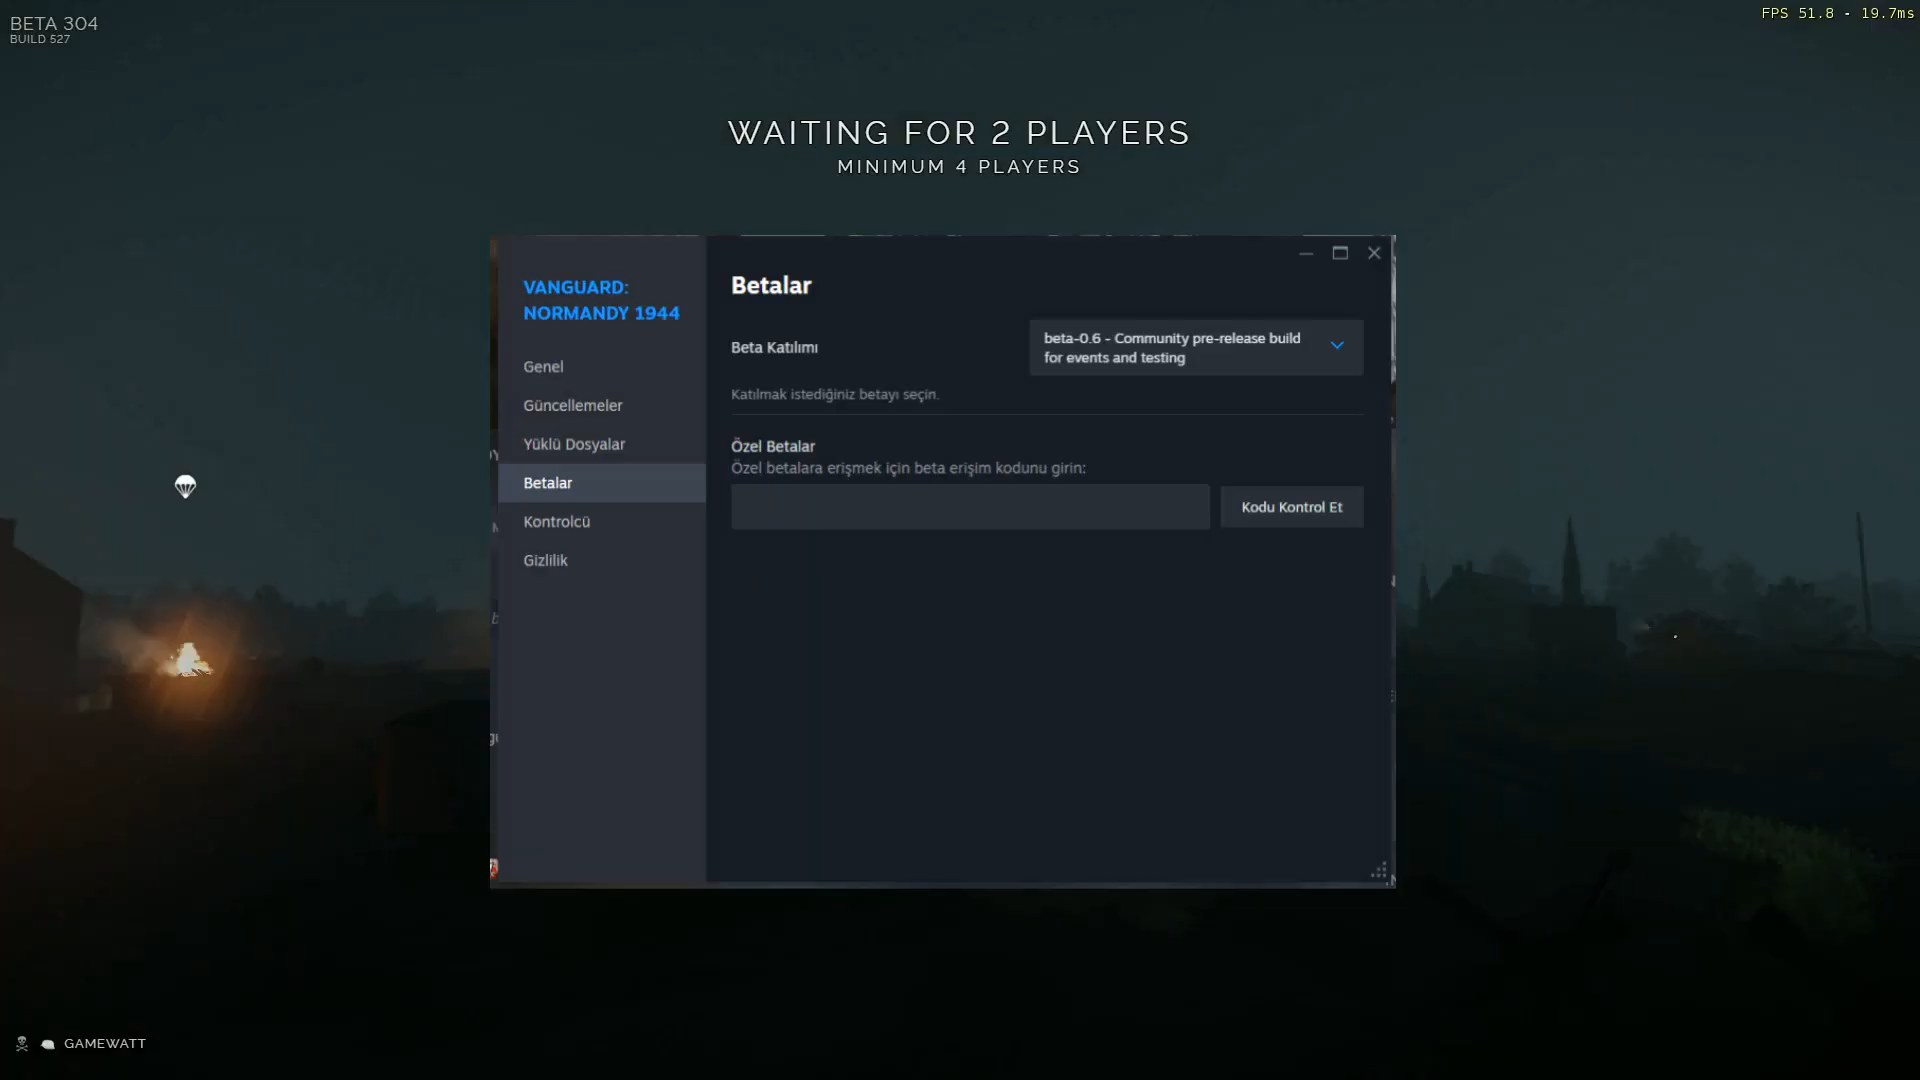 BETA 304
BUILD 527
FPS 51.8 - 19.7ms
WAITING FOR 2 PLAYERS
MINIMUM 4 PLAYERS
VANGUARD:
NORMANDY 1944
Genel
Güncellemeler
Yüklü Dosyalar
Betalar
Kontrolcü
Gizlilik
Betalar
Beta Katılımı
beta-0.6 - Community pre-release build
for events and testing
Katılmak istediğiniz betayı seçin.
Özel Betalar
Özel betalara erişmek için beta erişim kodunu girin:
Kodu Kontrol Et
GAMEWATT